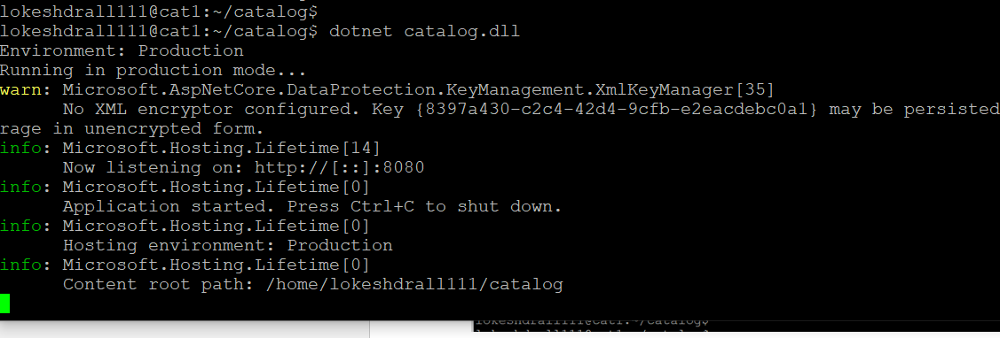 lokeshdrall111@cat1:~/catalog$
lokeshdrall111@cat1:~/catalog$ dotnet catalog.dll
Environment: Production
Running in production mode...
warn: Microsoft.AspNetCore.DataProtection.KeyManagement.XmlKeyManager[35]
No XML encryptor configured. Key {8397a430-c2c4-42d4-9cfb-e2eacdebc0a1} may be persisted
rage in unencrypted form.
info: Microsoft.Hosting.Lifetime[14]
Now listening on: http://[::]:8080
info: Microsoft.Hosting.Lifetime[0]
Application started. Press Ctrl+C to shut down.
info: Microsoft.Hosting.Lifetime[0]
Hosting environment: Production
info: Microsoft.Hosting.Lifetime[0]
Content root path: /home/lokeshdrall111/catalog
lokeshdrall111@cat1:~/catalog$